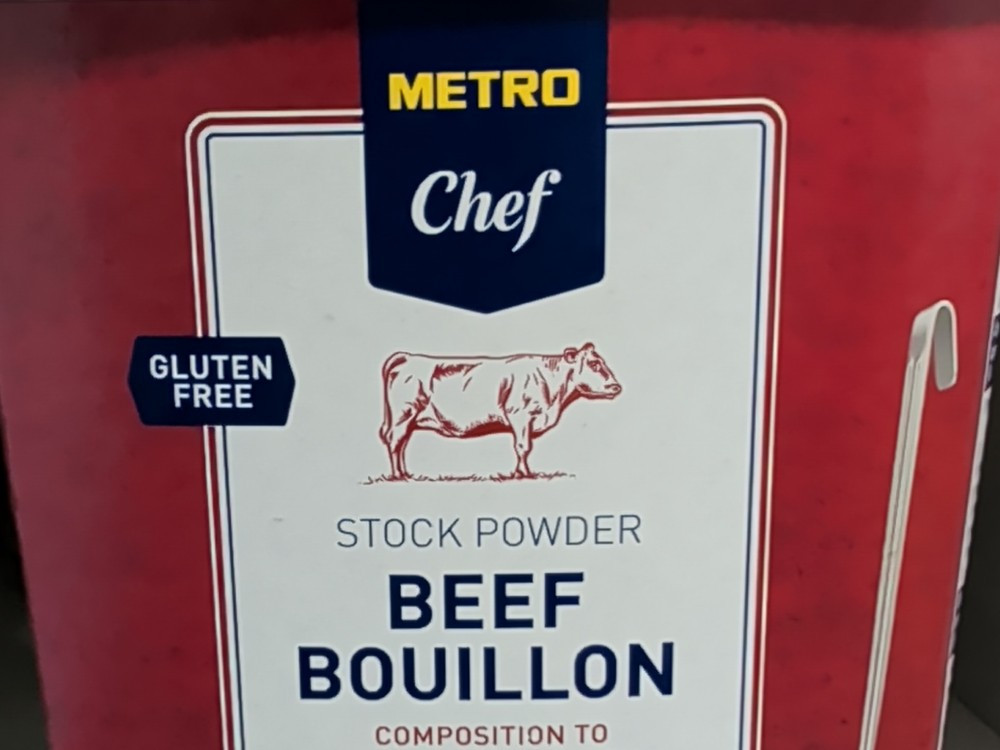 METRO
Chef
GLUTEN
FREE
STOCK POWDER
BEEF
BOUILLON
COMPOSITION TO